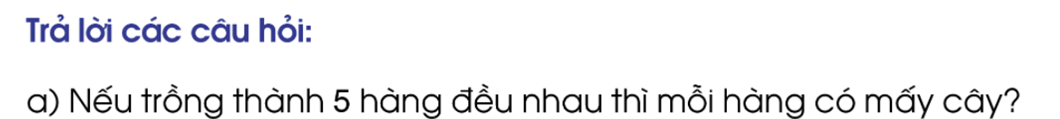 Trả lời các câu hỏi:
a) Nếu trồng thành 5 hàng đều nhau thì mỗi hàng có mấy cây?